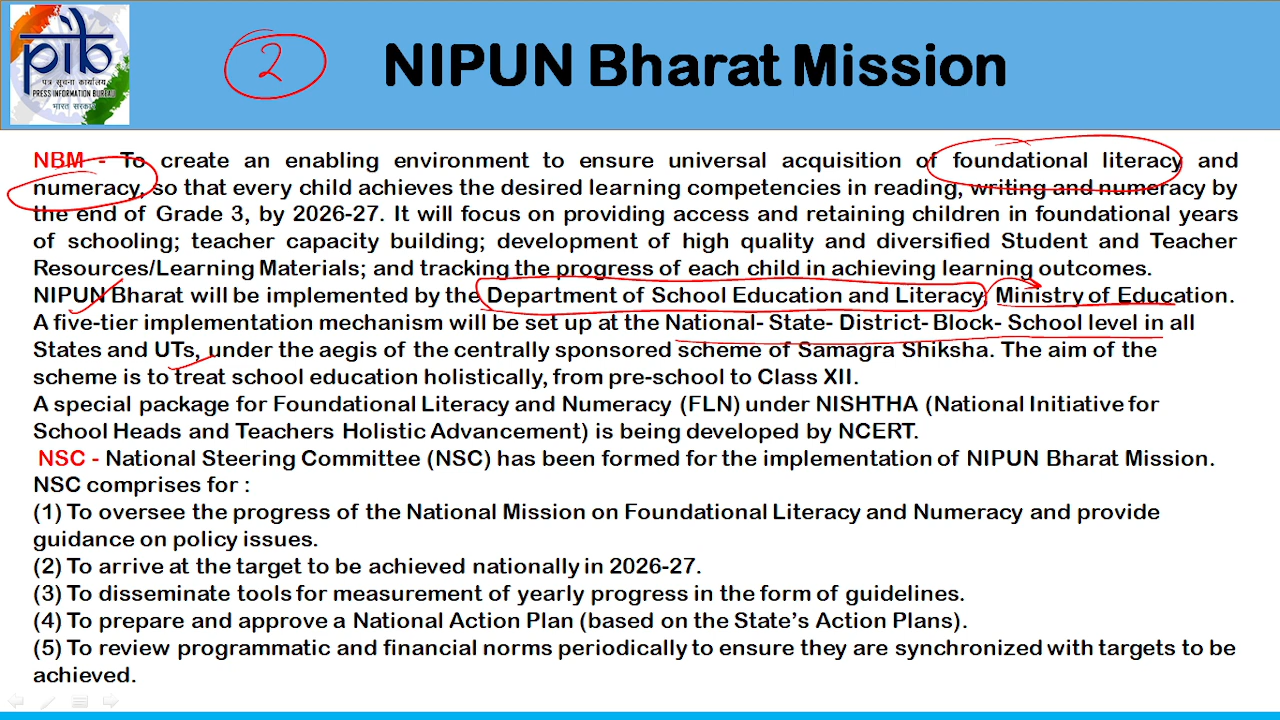 pib
पत्र सूचना कार्यालय
PRESS INFORMATION BUREAU
भारत सरकार
2
NIPUN Bharat Mission
NBM - To create an enabling environment to ensure universal acquisition of foundational literacy and
numeracy, so that every child achieves the desired learning competencies in reading, writing and numeracy by
the end of Grade 3, by 2026-27. It will focus on providing access and retaining children in foundational years
of schooling; teacher capacity building; development of high quality and diversified Student and Teacher
Resources/Learning Materials; and tracking the progress of each child in achieving learning outcomes.
NIPUN Bharat will be implemented by the Department of School Education and Literacy, Ministry of Education.
A five-tier implementation mechanism will be set up at the National- State- District- Block- School level in all
States and UTs, under the aegis of the centrally sponsored scheme of Samagra Shiksha. The aim of the
scheme is to treat school education holistically, from pre-school to Class XII.
A special package for Foundational Literacy and Numeracy (FLN) under NISHTHA (National Initiative for
School Heads and Teachers Holistic Advancement) is being developed by NCERT.
NSC - National Steering Committee (NSC) has been formed for the implementation of NIPUN Bharat Mission.
NSC comprises for :
(1) To oversee the progress of the National Mission on Foundational Literacy and Numeracy and provide
guidance on policy issues.
(2) To arrive at the target to be achieved nationally in 2026-27.
(3) To disseminate tools for measurement of yearly progress in the form of guidelines.
(4) To prepare and approve a National Action Plan (based on the State’s Action Plans).
(5) To review programmatic and financial norms periodically to ensure they are synchronized with targets to be
achieved.